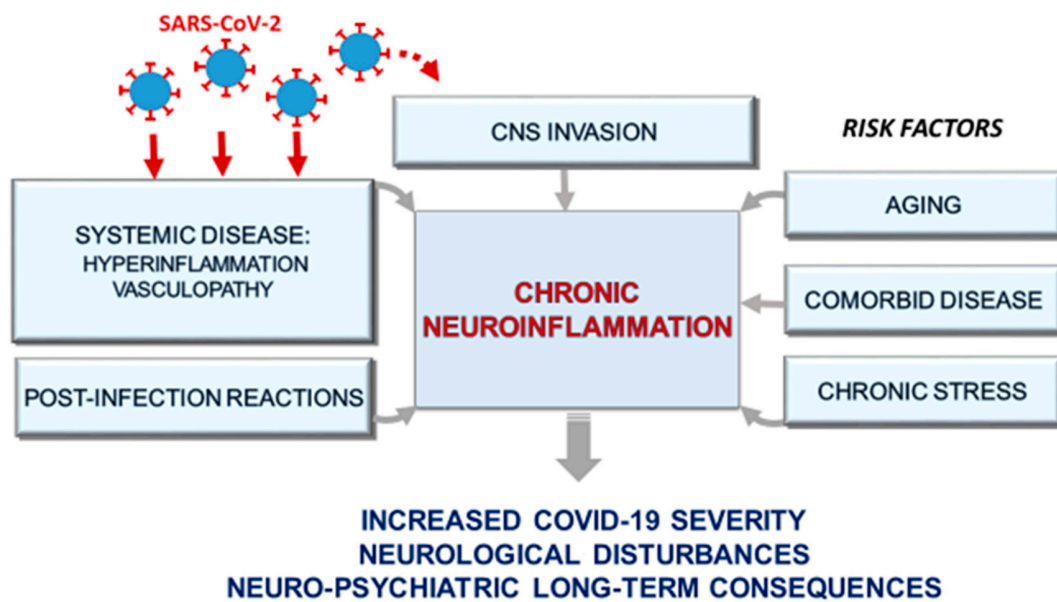 SARS-CoV-2
CNS INVASION
RISK FACTORS
SYSTEMIC DISEASE:
HYPERINFLAMMATION
VASCULOPATHY
AGING
CHRONIC
NEUROINFLAMMATION
COMORBID DISEASE
POST-INFECTION REACTIONS
CHRONIC STRESS
INCREASED COVID-19 SEVERITY
NEUROLOGICAL DISTURBANCES
NEURO-PSYCHIATRIC LONG-TERM CONSEQUENCES